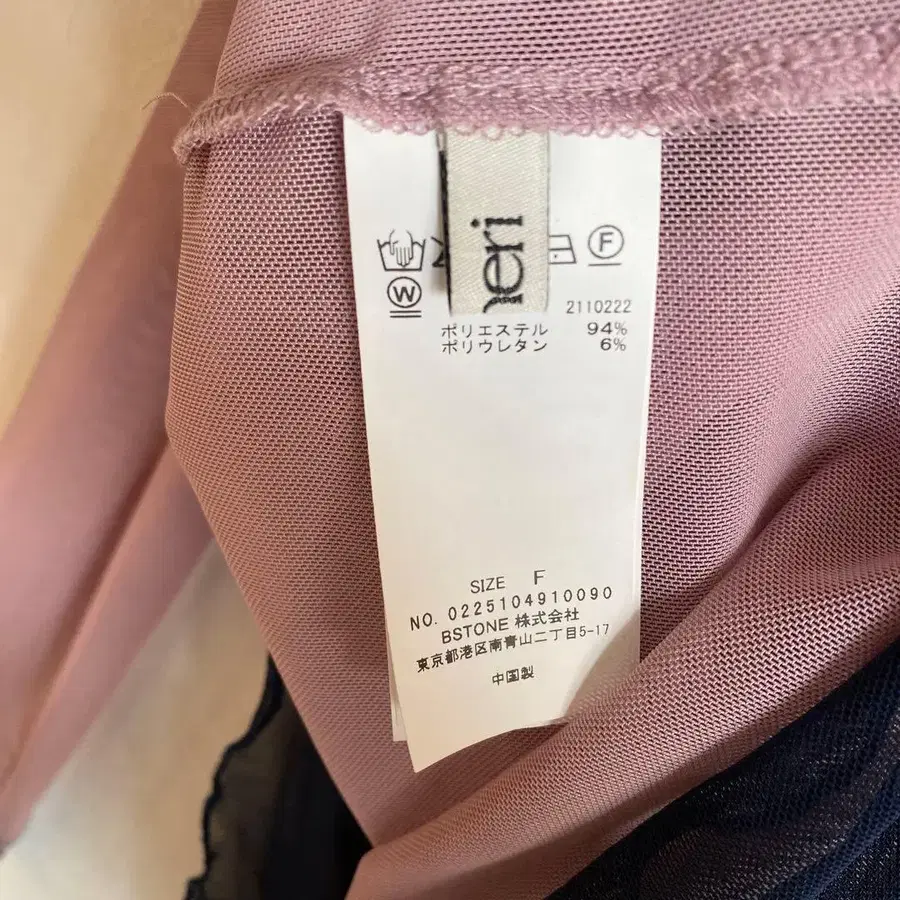 neri
F
W
2110222
ポリエステル 94%
ポリウレタン 6%
SIZE F
NO. 0225104910090
BSTONE 株式会社
東京都港区南青山二丁目5-17
中国製